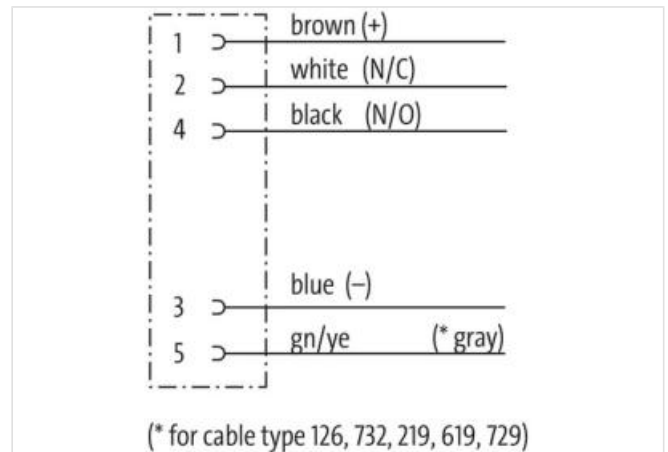 1 brown (+)
2 white (N/C)
4 black (N/O)
3 blue (–)
5 gn/ye (* gray)
(* for cable type 126, 732, 219, 619, 729)